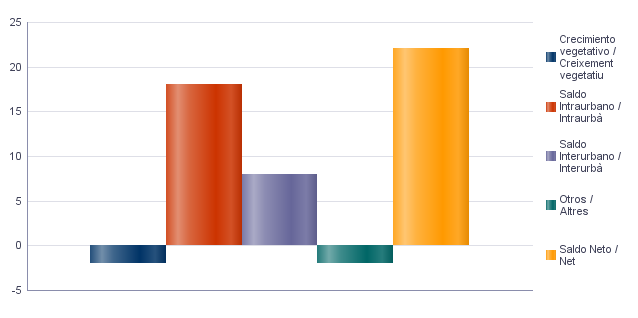 25
20
15
10
5
0
-5
Crecimiento
vegetativo /
Creixement
vegetatiu
Saldo
Intraurbano /
Intraurbà
Saldo
Interurbano /
Interurbà
Otros /
Altres
Saldo Neto /
Net